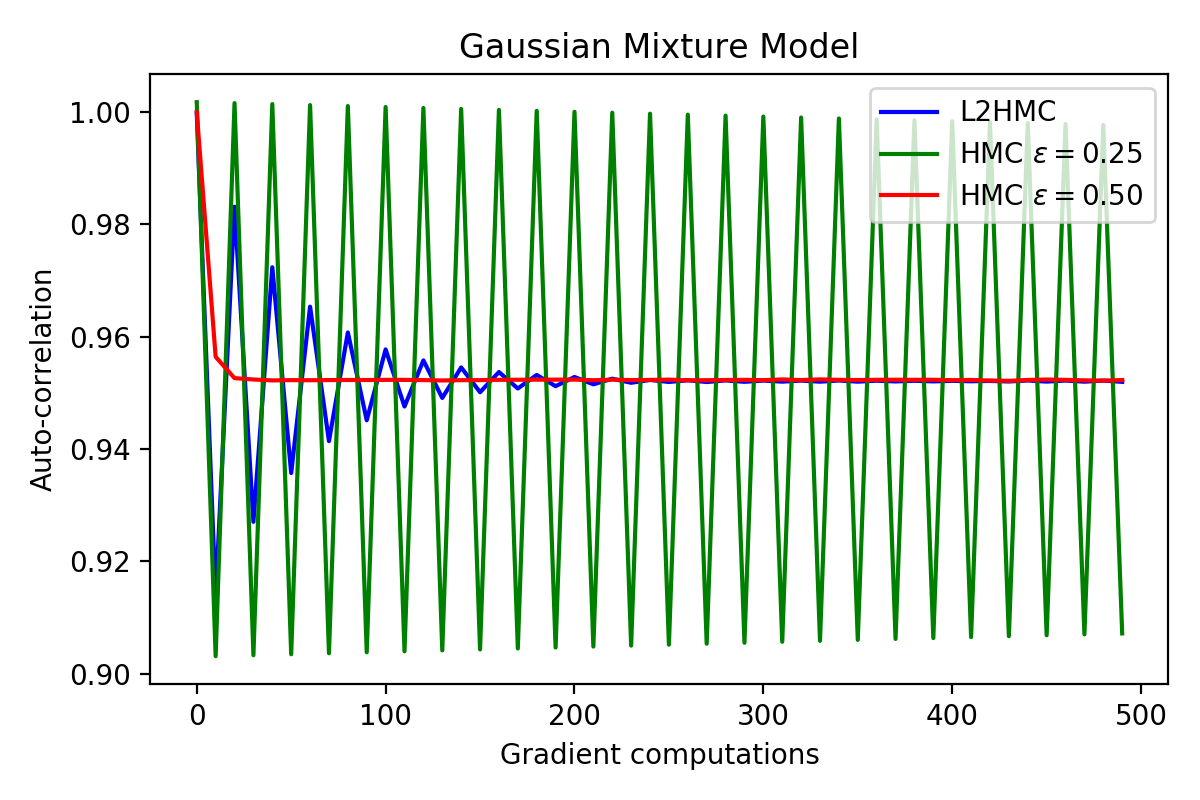 Gaussian Mixture Model
1.00
0.98
0.96
0.94
0.92
0.90
Auto-correlation
L2HMC
HMC ε = 0.25
HMC ε = 0.50
0 100 200 300 400 500
Gradient computations